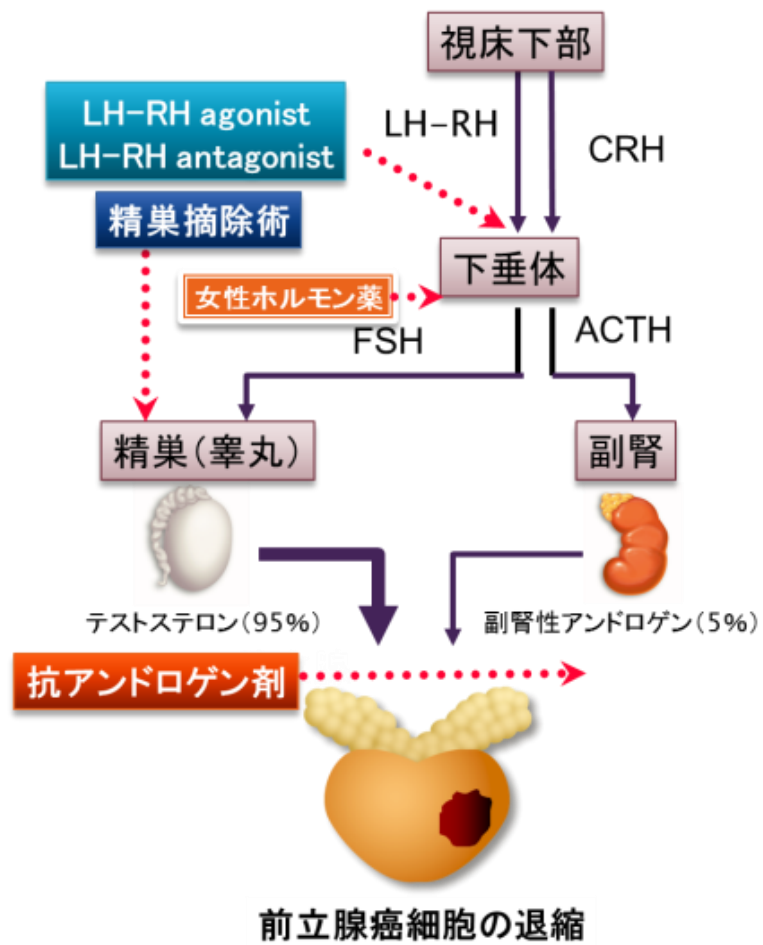 視床下部
LH-RH agonist
LH-RH antagonist
LH-RH
CRH
精巣摘除術
下垂体
女性ホルモン薬
FSH
ACTH
精巣(睾丸)
副腎
テストステロン(95%)
副腎性アンドロゲン(5%)
抗アンドロゲン剤
前立腺癌細胞の退縮